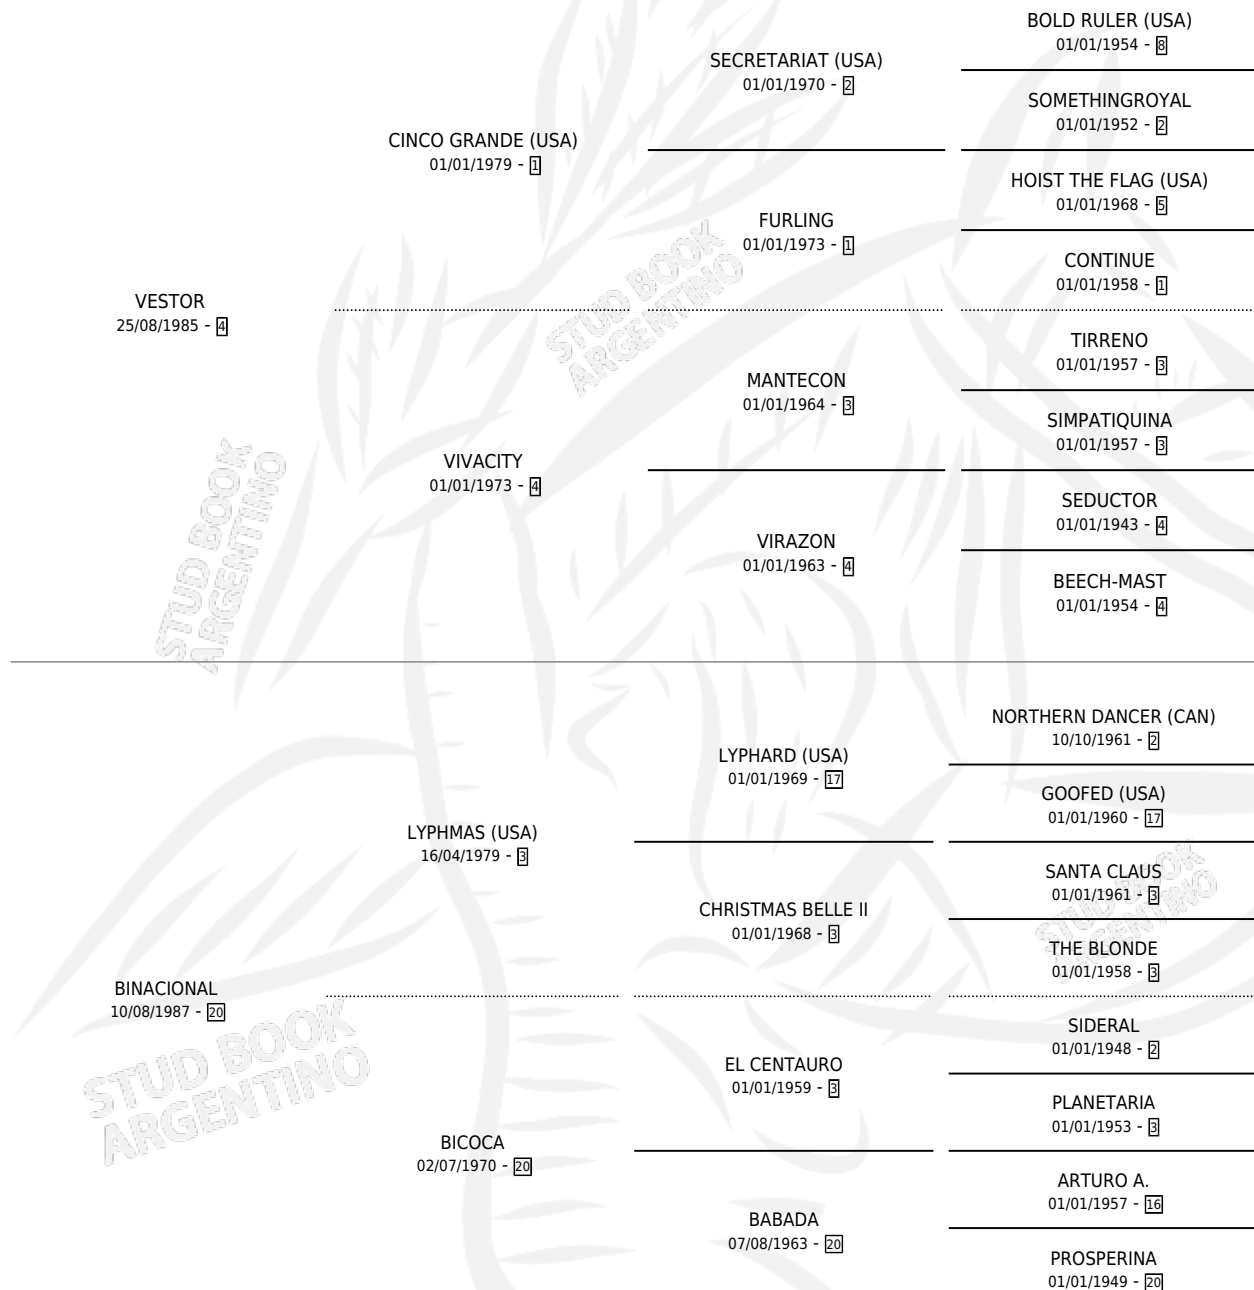 BOLD RULER (USA)
01/01/1954 - 8
SECRETARIAT (USA)
01/01/1970 - 2
SOMETHINGROYAL
01/01/1952 - 2
CINCO GRANDE (USA)
01/01/1979 - 1
HOIST THE FLAG (USA)
01/01/1968 - 5
FURLING
01/01/1973 - 1
CONTINUE
01/01/1958 - 1
VESTOR
25/08/1985 - 4
TIRRENO
01/01/1957 - 3
MANTECON
01/01/1964 - 3
SIMPATIQUINA
01/01/1957 - 3
VIVACITY
01/01/1973 - 4
SEDUCTOR
01/01/1943 - 4
VIRAZON
01/01/1963 - 4
BEECH-MAST
01/01/1954 - 4
NORTHERN DANCER (CAN)
10/10/1961 - 2
LYPHARD (USA)
01/01/1969 - 17
GOOFED (USA)
01/01/1960 - 17
LYPHMAS (USA)
16/04/1979 - 3
SANTA CLAUS
01/01/1961 - 3
CHRISTMAS BELLE II
01/01/1968 - 3
THE BLONDE
01/01/1958 - 3
BINACIONAL
10/08/1987 - 20
SIDERAL
01/01/1948 - 2
EL CENTAURO
01/01/1959 - 3
PLANETARIA
01/01/1953 - 3
BICOCA
02/07/1970 - 20
ARTURO A.
01/01/1957 - 16
BABADA
07/08/1963 - 20
PROSPERINA
01/01/1949 - 20
STUD BOOK
ARGENTINO
STUD BOOK
ARGENTINO
STUD BOOK
ARGENTINO
STUD BOOK
ARGENTINO